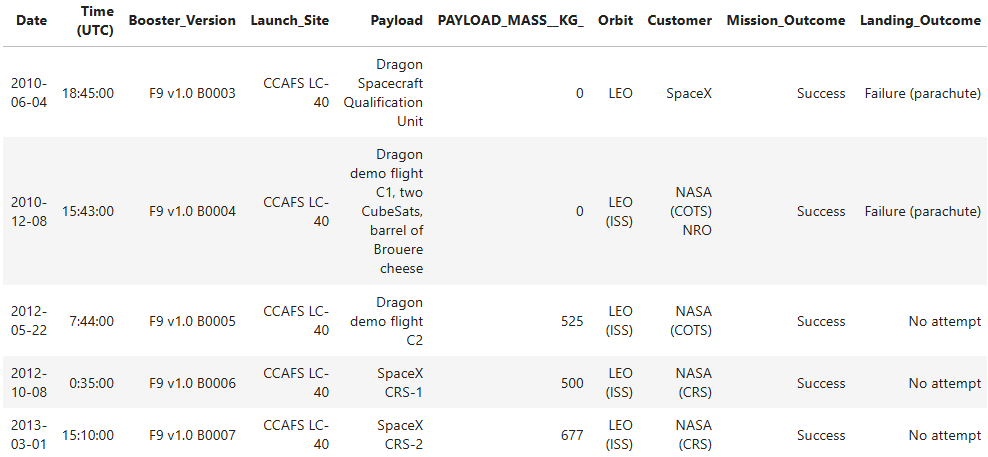 Date Time (UTC) Booster_Version Launch_Site Payload PAYLOAD_MASS__KG_ Orbit Customer Mission_Outcome Landing_Outcome
2010-06-04 18:45:00 F9 v1.0 B0003 CCAFS LC-40 Dragon Spacecraft Qualification Unit 0 LEO SpaceX Success Failure (parachute)
2010-12-08 15:43:00 F9 v1.0 B0004 CCAFS LC-40 Dragon demo flight C1, two CubeSats, barrel of Brouere cheese 0 LEO (ISS) NASA (COTS) NRO Success Failure (parachute)
2012-05-22 7:44:00 F9 v1.0 B0005 CCAFS LC-40 Dragon demo flight C2 525 LEO (ISS) NASA (COTS) Success No attempt
2012-10-08 0:35:00 F9 v1.0 B0006 CCAFS LC-40 SpaceX CRS-1 500 LEO (ISS) NASA (CRS) Success No attempt
2013-03-01 15:10:00 F9 v1.0 B0007 CCAFS LC-40 SpaceX CRS-2 677 LEO (ISS) NASA (CRS) Success No attempt